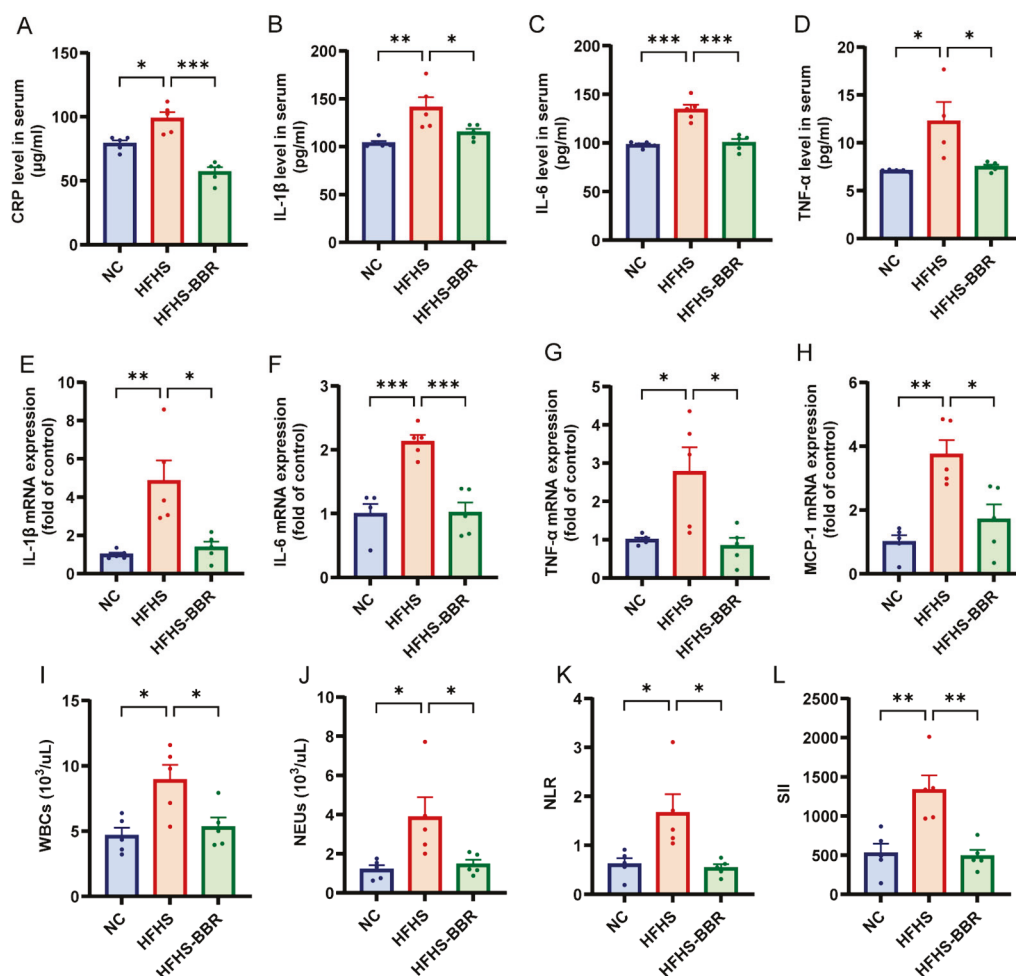 A
CRP level in serum
(μg/ml)
150
100
50
0
* ***
NC HFHS HFHS-BBR
B
IL-1β level in serum
(pg/ml)
200
150
100
50
0
** *
NC HFHS HFHS-BBR
C
IL-6 level in serum
(pg/ml)
200
150
100
50
0
*** ***
NC HFHS HFHS-BBR
D
TNF-α level in serum
(pg/ml)
20
15
10
5
0
* *
NC HFHS HFHS-BBR
E
IL-1β mRNA expression
(fold of control)
10
8
6
4
2
0
** *
NC HFHS HFHS-BBR
F
IL-6 mRNA expression
(fold of control)
3
2
1
0
*** ***
NC HFHS HFHS-BBR
G
TNF-α mRNA expression
(fold of control)
5
4
3
2
1
0
* *
NC HFHS HFHS-BBR
H
MCP-1 mRNA expression
(fold of control)
6
4
2
0
** *
NC HFHS HFHS-BBR
I
WBCs (10³/uL)
15
10
5
0
* *
NC HFHS HFHS-BBR
J
NEUs (10³/uL)
10
8
6
4
2
0
* *
NC HFHS HFHS-BBR
K
NLR
4
3
2
1
0
* *
NC HFHS HFHS-BBR
L
SII
2500
2000
1500
1000
500
0
** **
NC HFHS HFHS-BBR